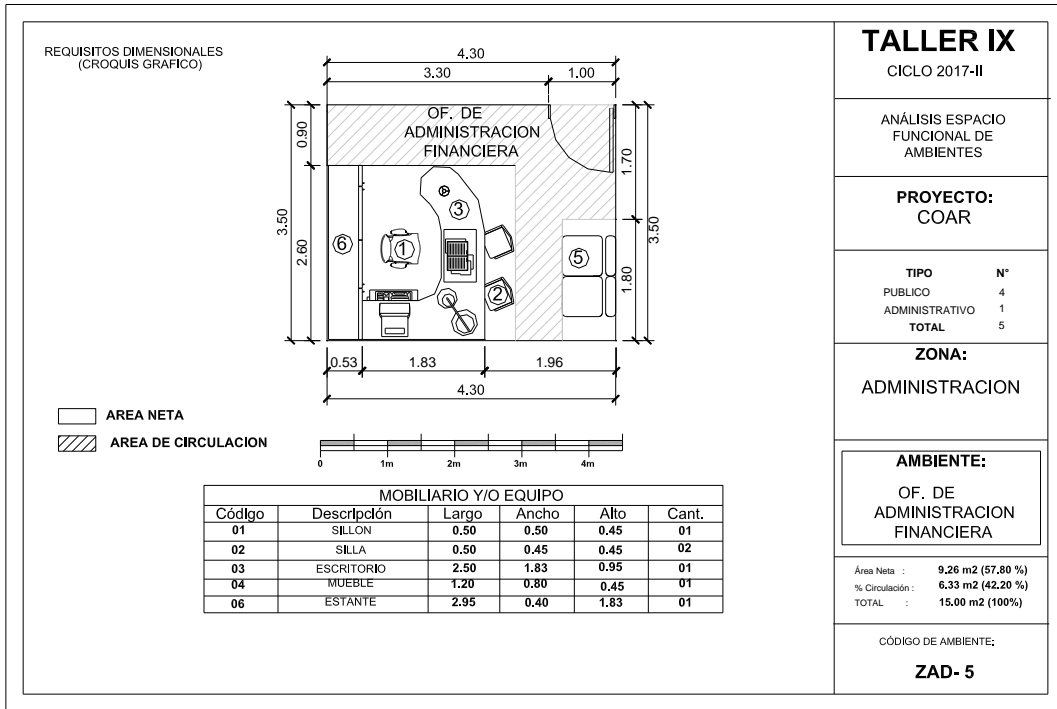 REQUISITOS DIMENSIONALES
(CROQUIS GRAFICO)
4.30
3.30
1.00
OF. DE
ADMINISTRACION
FINANCIERA
0.90
1.70
3.50
3.50
2.60
1.80
1
2
3
5
6
0.53
1.83
1.96
4.30
AREA NETA
AREA DE CIRCULACION
0
1m
2m
3m
4m
MOBILIARIO Y/O EQUIPO
Código Descripción Largo Ancho Alto Cant.
01 SILLON 0.50 0.50 0.45 01
02 SILLA 0.50 0.45 0.45 02
03 ESCRITORIO 2.50 1.83 0.95 01
04 MUEBLE 1.20 0.80 0.45 01
06 ESTANTE 2.95 0.40 1.83 01
TALLER IX
CICLO 2017-II
ANÁLISIS ESPACIO
FUNCIONAL DE
AMBIENTES
PROYECTO:
COAR
TIPO N°
PUBLICO 4
ADMINISTRATIVO 1
TOTAL 5
ZONA:
ADMINISTRACION
AMBIENTE:
OF. DE
ADMINISTRACION
FINANCIERA
Área Neta : 9,26 m2 (57.80 %)
% Circulación : 6.33 m2 (42.20 %)
TOTAL : 15.00 m2 (100%)
CÓDIGO DE AMBIENTE:
ZAD- 5